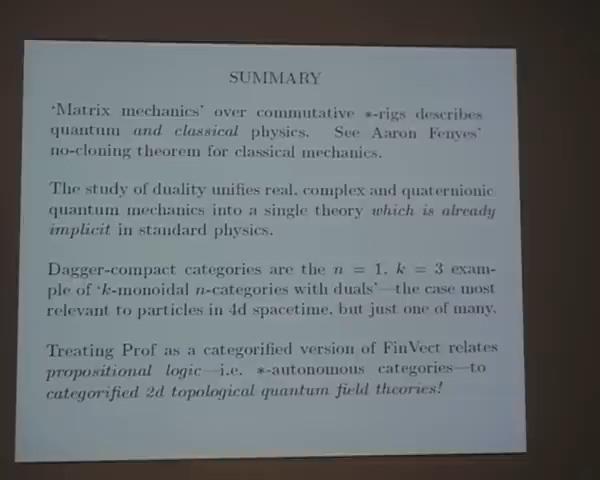 SUMMARY
'Matrix mechanics' over commutative *-rigs describes
quantum and classical physics. See Aaron Fenyes'
no-cloning theorem for classical mechanics.
The study of duality unifies real, complex and quaternionic
quantum mechanics into a single theory which is already
implicit in standard physics.
Dagger-compact categories are the n = 1, k = 3 exam-
ple of 'k-monoidal n-categories with duals'—the case most
relevant to particles in 4d spacetime, but just one of many.
Treating Prof as a categorified version of FinVect relates
propositional logic—i.e. *-autonomous categories—to
categorified 2d topological quantum field theories!